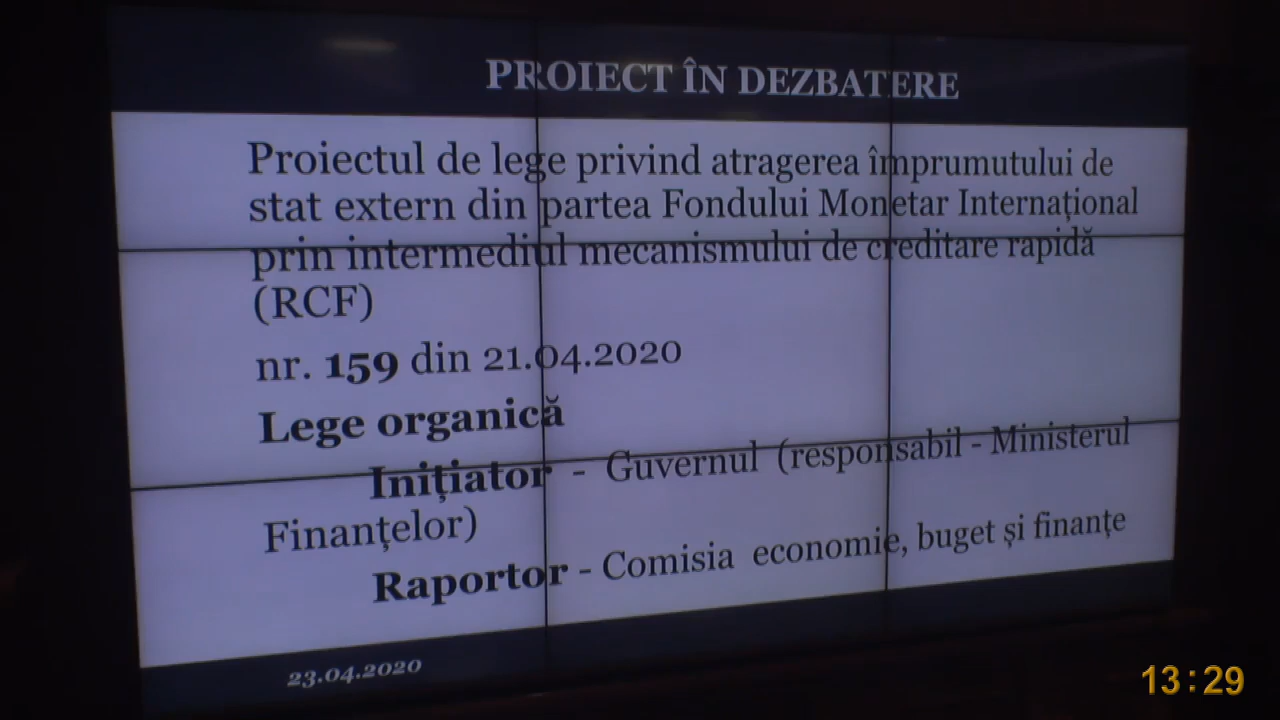 PROIECT ÎN DEZBATERE
Proiectul de lege privind atragerea împrumutului de
stat extern din partea Fondului Monetar Internațional
prin intermediul mecanismului de creditare rapidă
(RCF)
nr. 159 din 21.04.2020
Lege organică
Inițiator - Guvernul (responsabil - Ministerul
Finanțelor)
Raportor - Comisia economie, buget și finanțe
23.04.2020
13:29